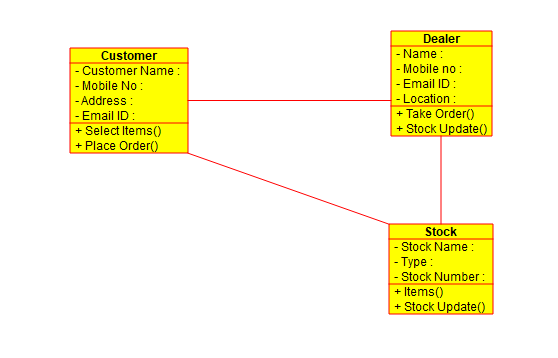 Customer
- Customer Name :
- Mobile No :
- Address :
- Email ID :
+ Select Items()
+ Place Order()
Dealer
- Name :
- Mobile no :
- Email ID :
- Location :
+ Take Order()
+ Stock Update()
Stock
- Stock Name :
- Type :
- Stock Number :
+ Items()
+ Stock Update()